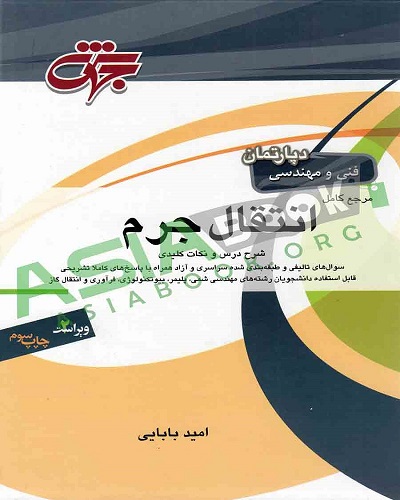 جهش
دپارتمان
فنی و مهندسی
مرجع کامل
انتقال جرم
شرح درس و نکات کلیدی
سوال‌های تالیفی و طبقه‌بندی شده سراسری و آزاد همراه با پاسخ‌های کاملا تشریحی
قابل استفاده دانشجویان رشته‌های مهندسی شیمی، پلیمر، بیوتکنولوژی، فرآوری و انتقال گاز
ASIABOOK
ASIABOOK.ORG
ویراست ۲
چاپ سوم
امید بابایی